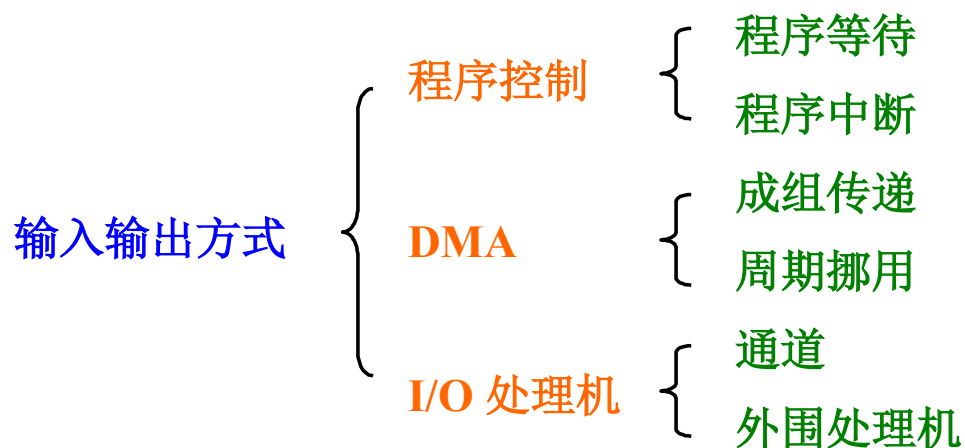 输入输出方式
程序控制
程序等待
程序中断
DMA
成组传递
周期挪用
I/O 处理机
通道
外围处理机